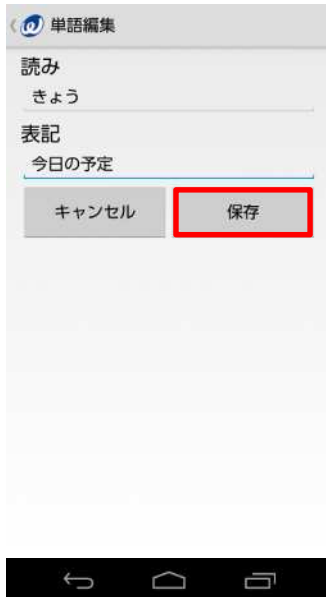 単語編集
読み
きょう
表記
今日の予定
キャンセル 保存